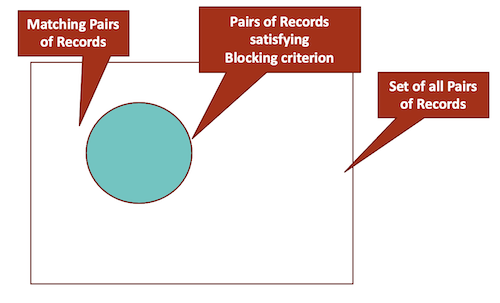 Matching Pairs
of Records
Pairs of Records
satisfying
Blocking criterion
Set of all Pairs
of Records